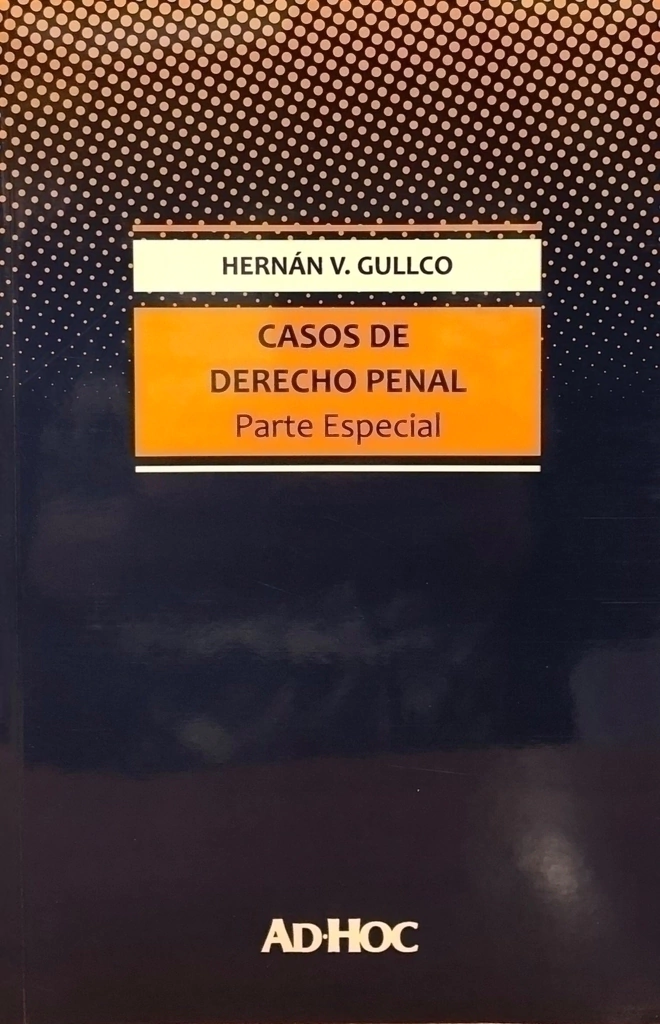 HERNÁN V. GULLCO
CASOS DE
DERECHO PENAL
Parte Especial
AD·HOC